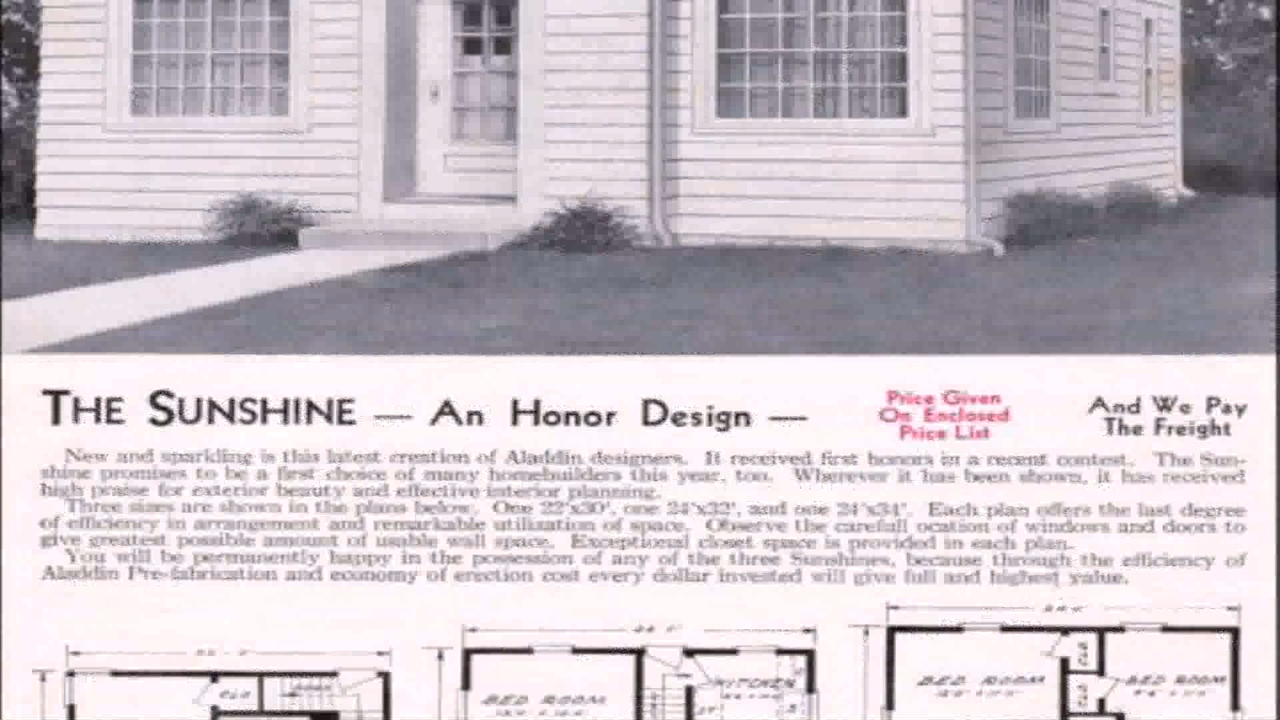 THE SUNSHINE — An Honor Design —
Price Given
On Enclosed
Price List
And We Pay
The Freight
New and sparkling is this latest creation of Aladdin designers. It received first honors in a recent contest. The Sun-
shine promises to be a first choice of many homebuilders this year, too. Wherever it has been shown, it has received
high praise for exterior beauty and effective interior planning.
Three sizes are shown in the plans below. One 22'x30', one 24'x32', and one 24'x34'. Each plan offers the last degree
of efficiency in arrangement and remarkable utilization of space. Observe the carefull ocation of windows and doors to
give greatest possible amount of usable wall space. Exceptional closet space is provided in each plan.
You will be permanently happy in the possession of any of the three Sunshines, because through the efficiency of
Aladdin Pre-fabrication and economy of erection cost every dollar invested will give full and highest value.
CLO
BED ROOM
KITCHEN
BED ROOM
CLO
CLO
BED ROOM